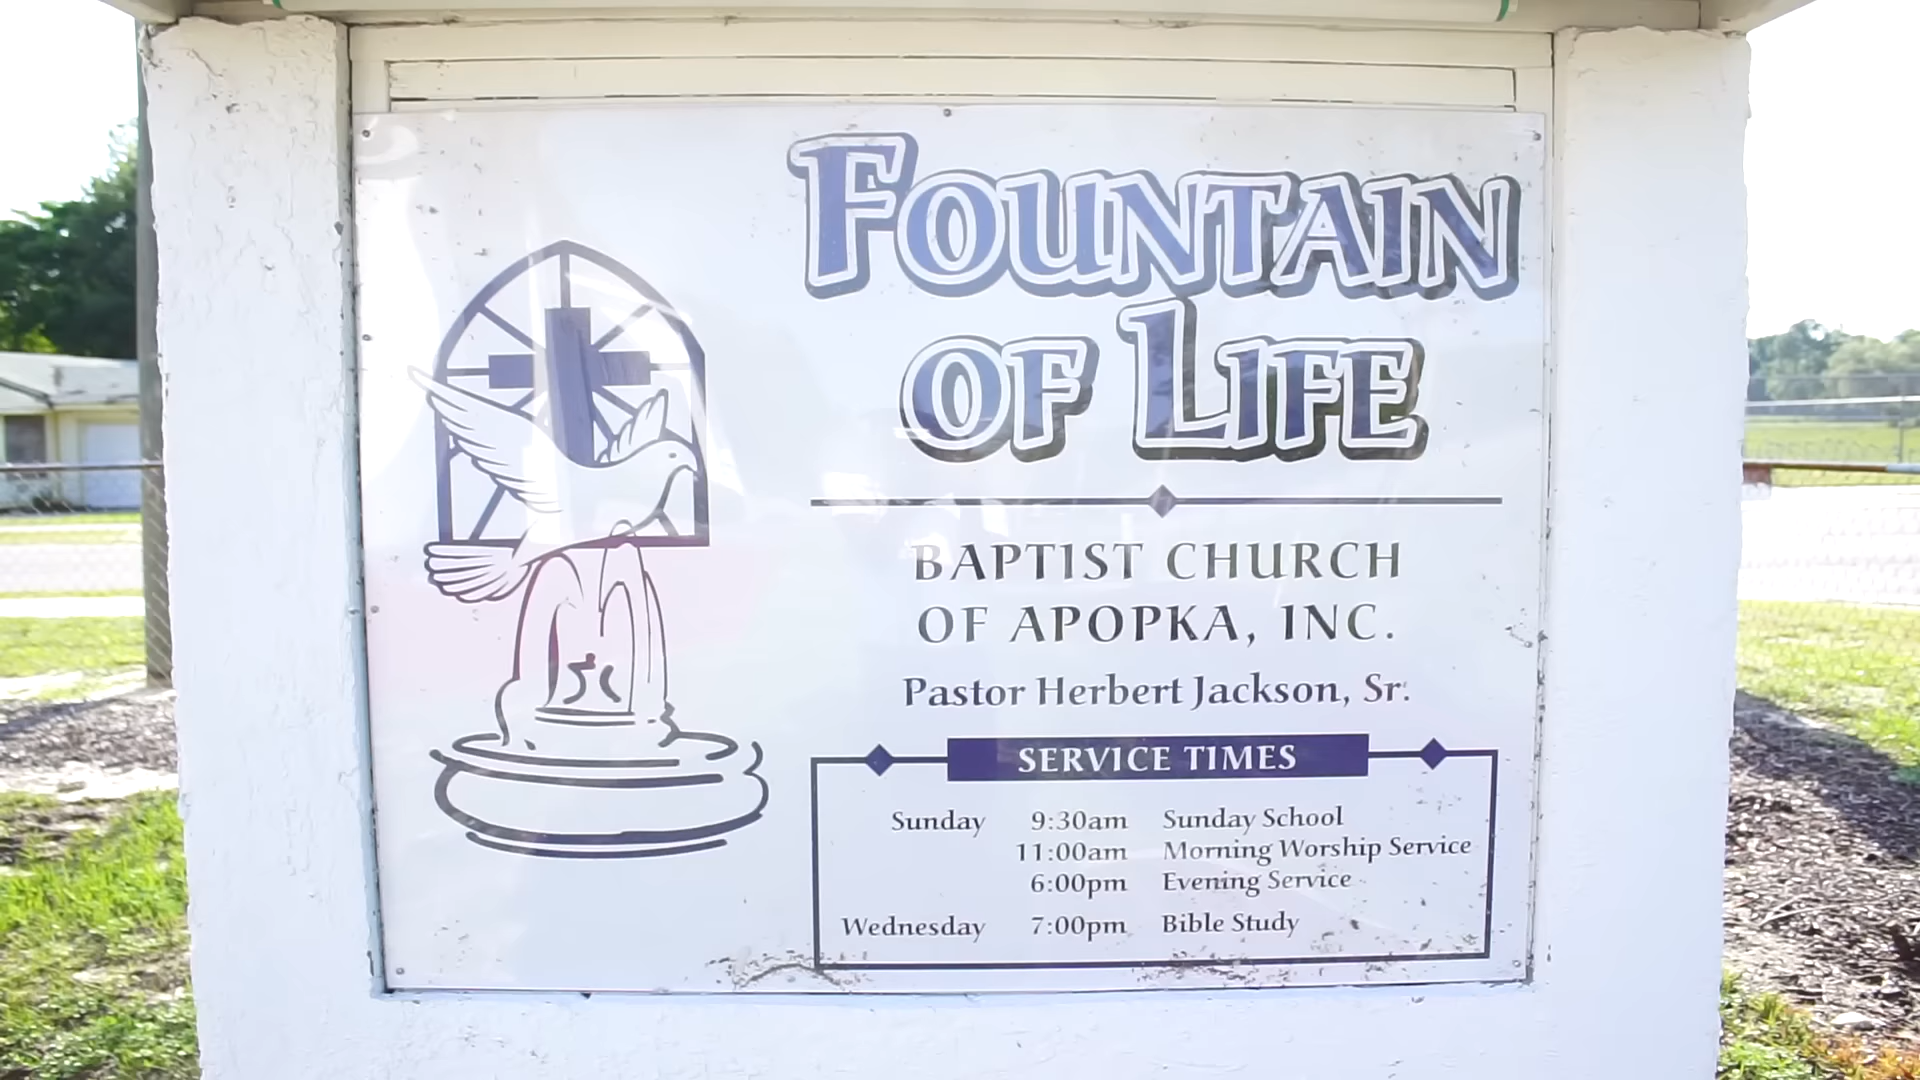 FOUNTAIN
OF LIFE
BAPTIST CHURCH
OF APOPKA, INC.
Pastor Herbert Jackson, Sr.
SERVICE TIMES
Sunday 9:30am Sunday School
11:00am Morning Worship Service
6:00pm Evening Service
Wednesday 7:00pm Bible Study